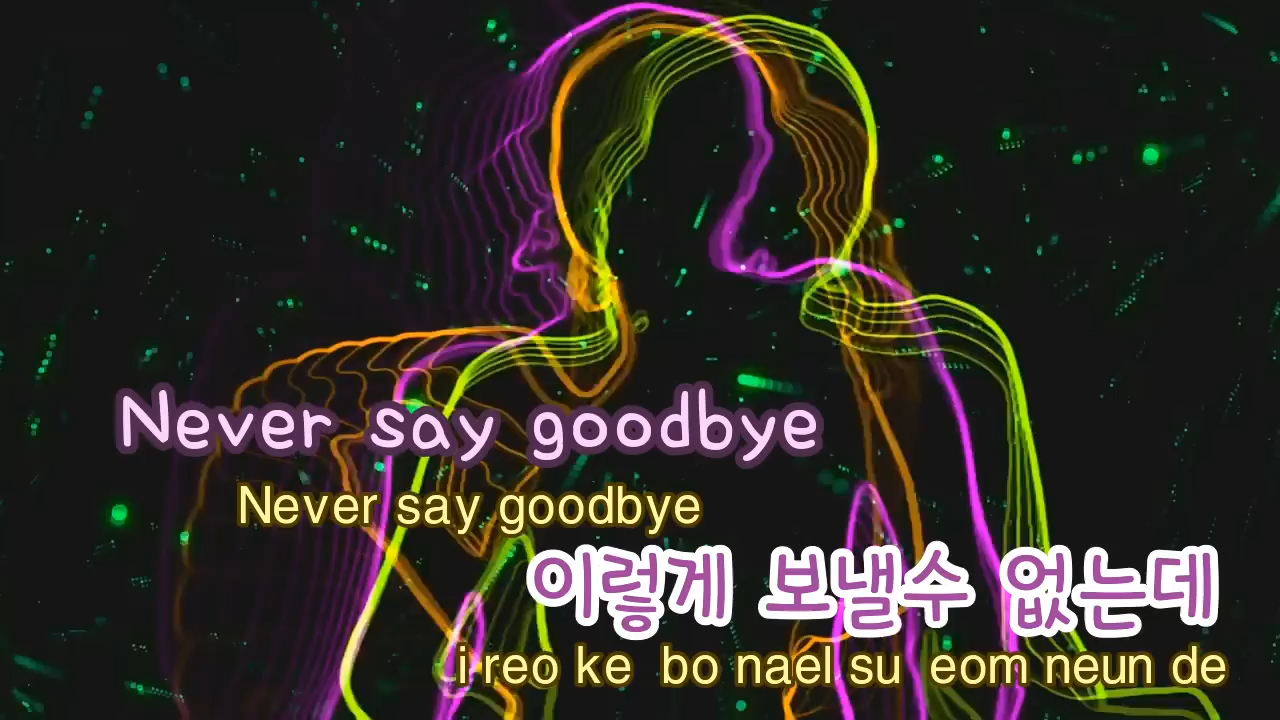 Never say goodbye
Never say goodbye
이렇게 보낼수 없는데
i reo ke  bo nael su  eom neun de